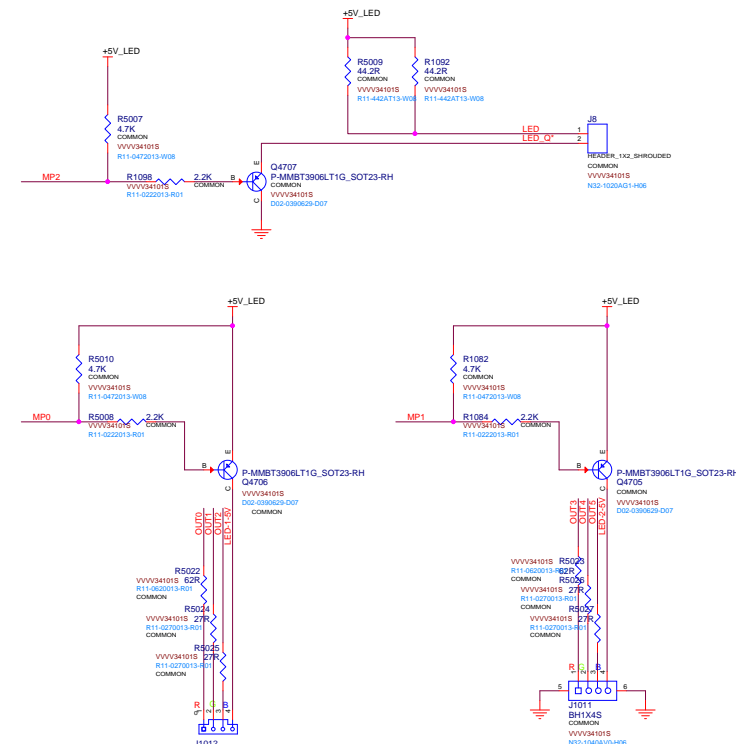 +5V_LED
R5009
44.2R
COMMON
VVVV34101S
R11-442AT13-W08
R1092
44.2R
COMMON
VVVV34101S
R11-442AT13-W08
+5V_LED
R5007
4.7K
COMMON
VVVV34101S
R11-0472013-W08
LED
LED_Q*
1
2
J8
HEADER_1X2_SHROUDED
COMMON
VVVV34101S
N32-1020AG1-H06
MP2
R1098
2.2K
VVVV34101S
COMMON
R11-0222013-R01
B
E
C
Q4707
P-MMBT3906LT1G_SOT23-RH
COMMON
VVVV34101S
D02-0390629-D07
+5V_LED
R5010
4.7K
COMMON
VVVV34101S
R11-0472013-W08
MP0
R5008
2.2K
VVVV34101S
COMMON
R11-0222013-R01
B
E
C
P-MMBT3906LT1G_SOT23-RH
Q4706
VVVV34101S
D02-0390629-D07
COMMON
OUT0
OUT1
OUT2
LED-1-5V
R5022
VVVV34101S
62R
R11-0620013-R01
COMMON
R5024
VVVV34101S
27R
R11-0270013-R01
COMMON
R5025
VVVV34101S
27R
R11-0270013-R01
COMMON
R
G
B
2
3
4
J1012
+5V_LED
R1082
4.7K
COMMON
VVVV34101S
R11-0472013-W08
MP1
R1084
2.2K
VVVV34101S
COMMON
R11-0222013-R01
B
E
C
P-MMBT3906LT1G_SOT23-RH
Q4705
COMMON
VVVV34101S
D02-0390629-D07
OUT3
OUT4
OUT5
LED-2-5V
R5023
VVVV34101S
62R
R11-0620013-R01
COMMON
R5026
27R
VVVV34101S
R11-0270013-R01
COMMON
R5027
VVVV34101S
27R
R11-0270013-R01
COMMON
R
G
B
1
2
3
4
5
6
J1011
BH1X4S
COMMON
VVVV34101S
N32-1040AV0-H06